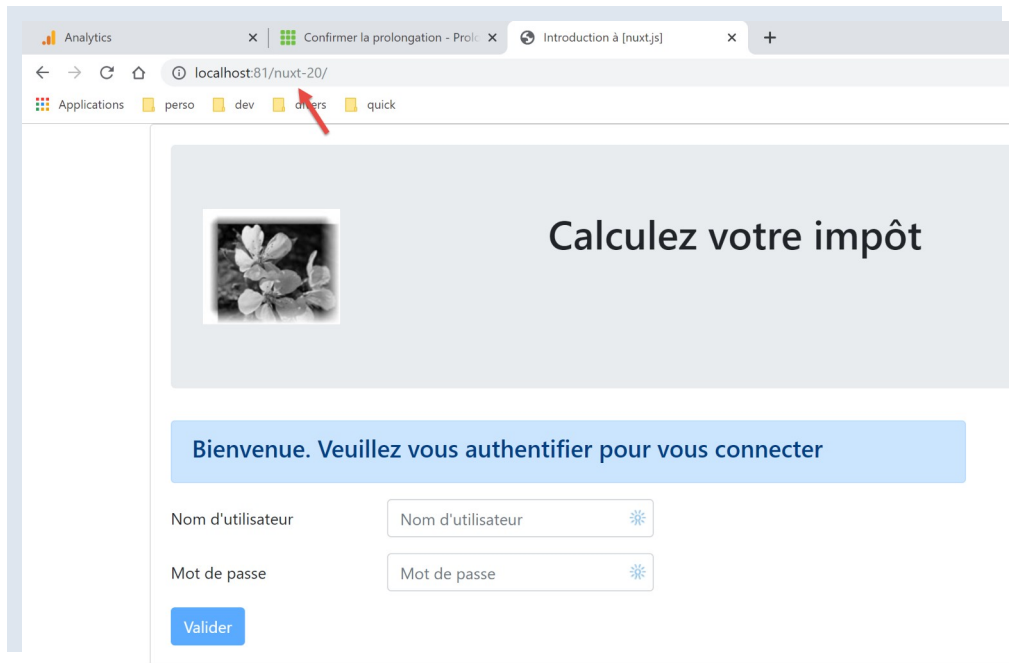 Analytics
Confirmer la prolongation - Prolo
Introduction à [nuxt.js]
localhost:81/nuxt-20/
Applications perso dev divers quick
Calculez votre impôt
Bienvenue. Veuillez vous authentifier pour vous connecter
Nom d'utilisateur Nom d'utilisateur
Mot de passe Mot de passe
Valider